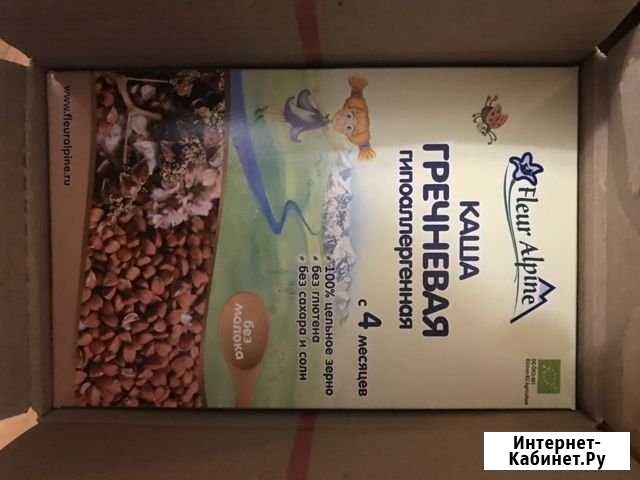 Fleur Alpine
КАША
ГРЕЧНЕВАЯ
гипоаллергенная
с 4 месяцев
100% цельное зерно
без глютена
без сахара и соли
без
молока
www.fleuralpine.ru
Интернет-
Кабинет.Ру